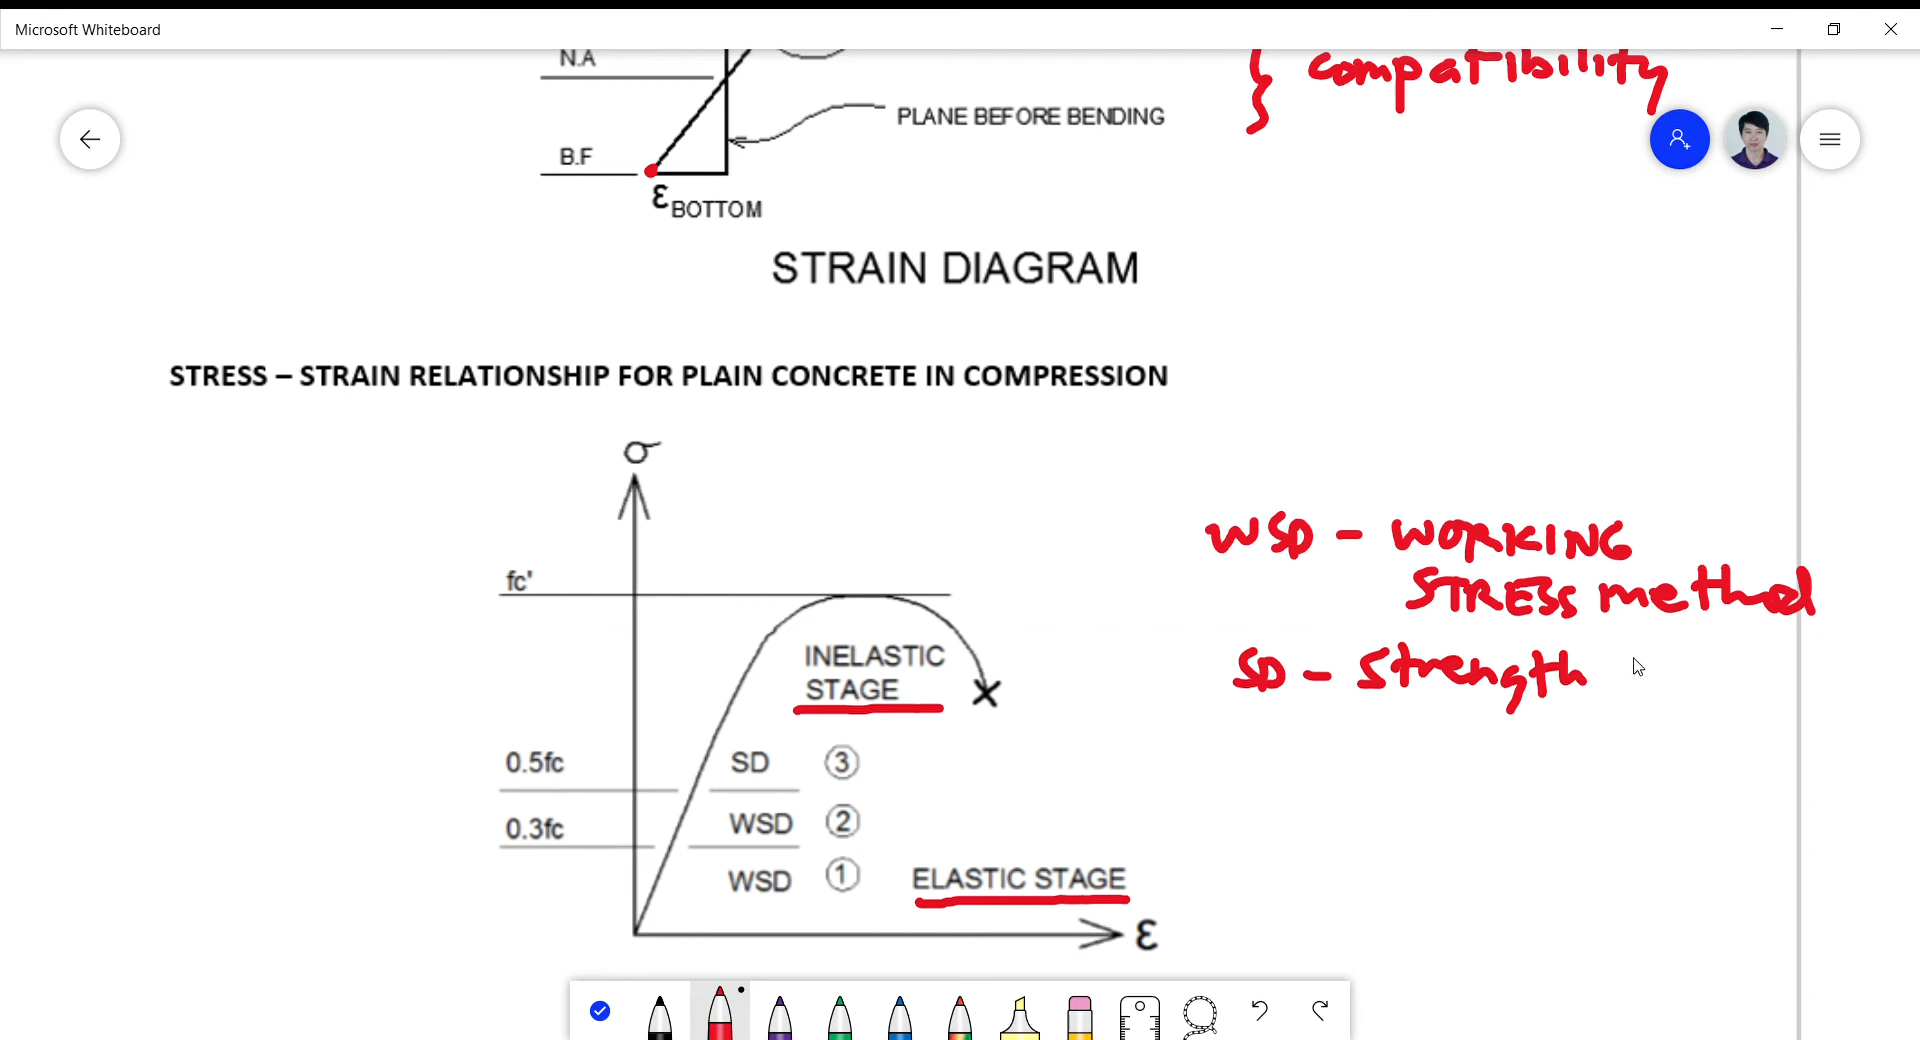 Microsoft Whiteboard
N.A
} compatibility
PLANE BEFORE BENDING
B.F
ε BOTTOM
STRAIN DIAGRAM
STRESS – STRAIN RELATIONSHIP FOR PLAIN CONCRETE IN COMPRESSION
σ
WSD - WORKING
STRESS method
fc'
SD - Strength
INELASTIC
STAGE
0.5fc
SD ③
0.3fc
WSD ②
WSD ①
ELASTIC STAGE
ε